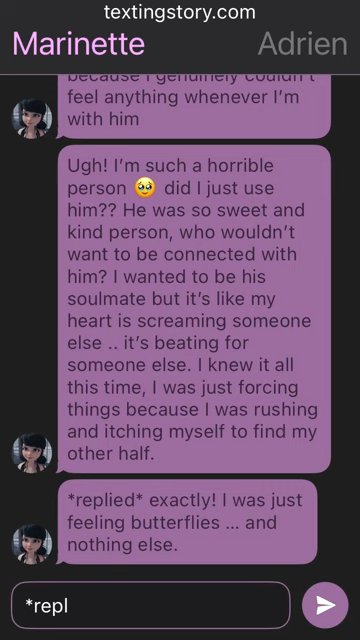 textingstory.com
Marinette
Adrien
because I genuinely couldn't
feel anything whenever I'm
with him
Ugh! I'm such a horrible
person 🥹 did I just use
him?? He was so sweet and
kind person, who wouldn't
want to be connected with
him? I wanted to be his
soulmate but it's like my
heart is screaming someone
else .. it's beating for
someone else. I knew it all
this time, I was just forcing
things because I was rushing
and itching myself to find my
other half.
*replied* exactly! I was just
feeling butterflies ... and
nothing else.
*repl